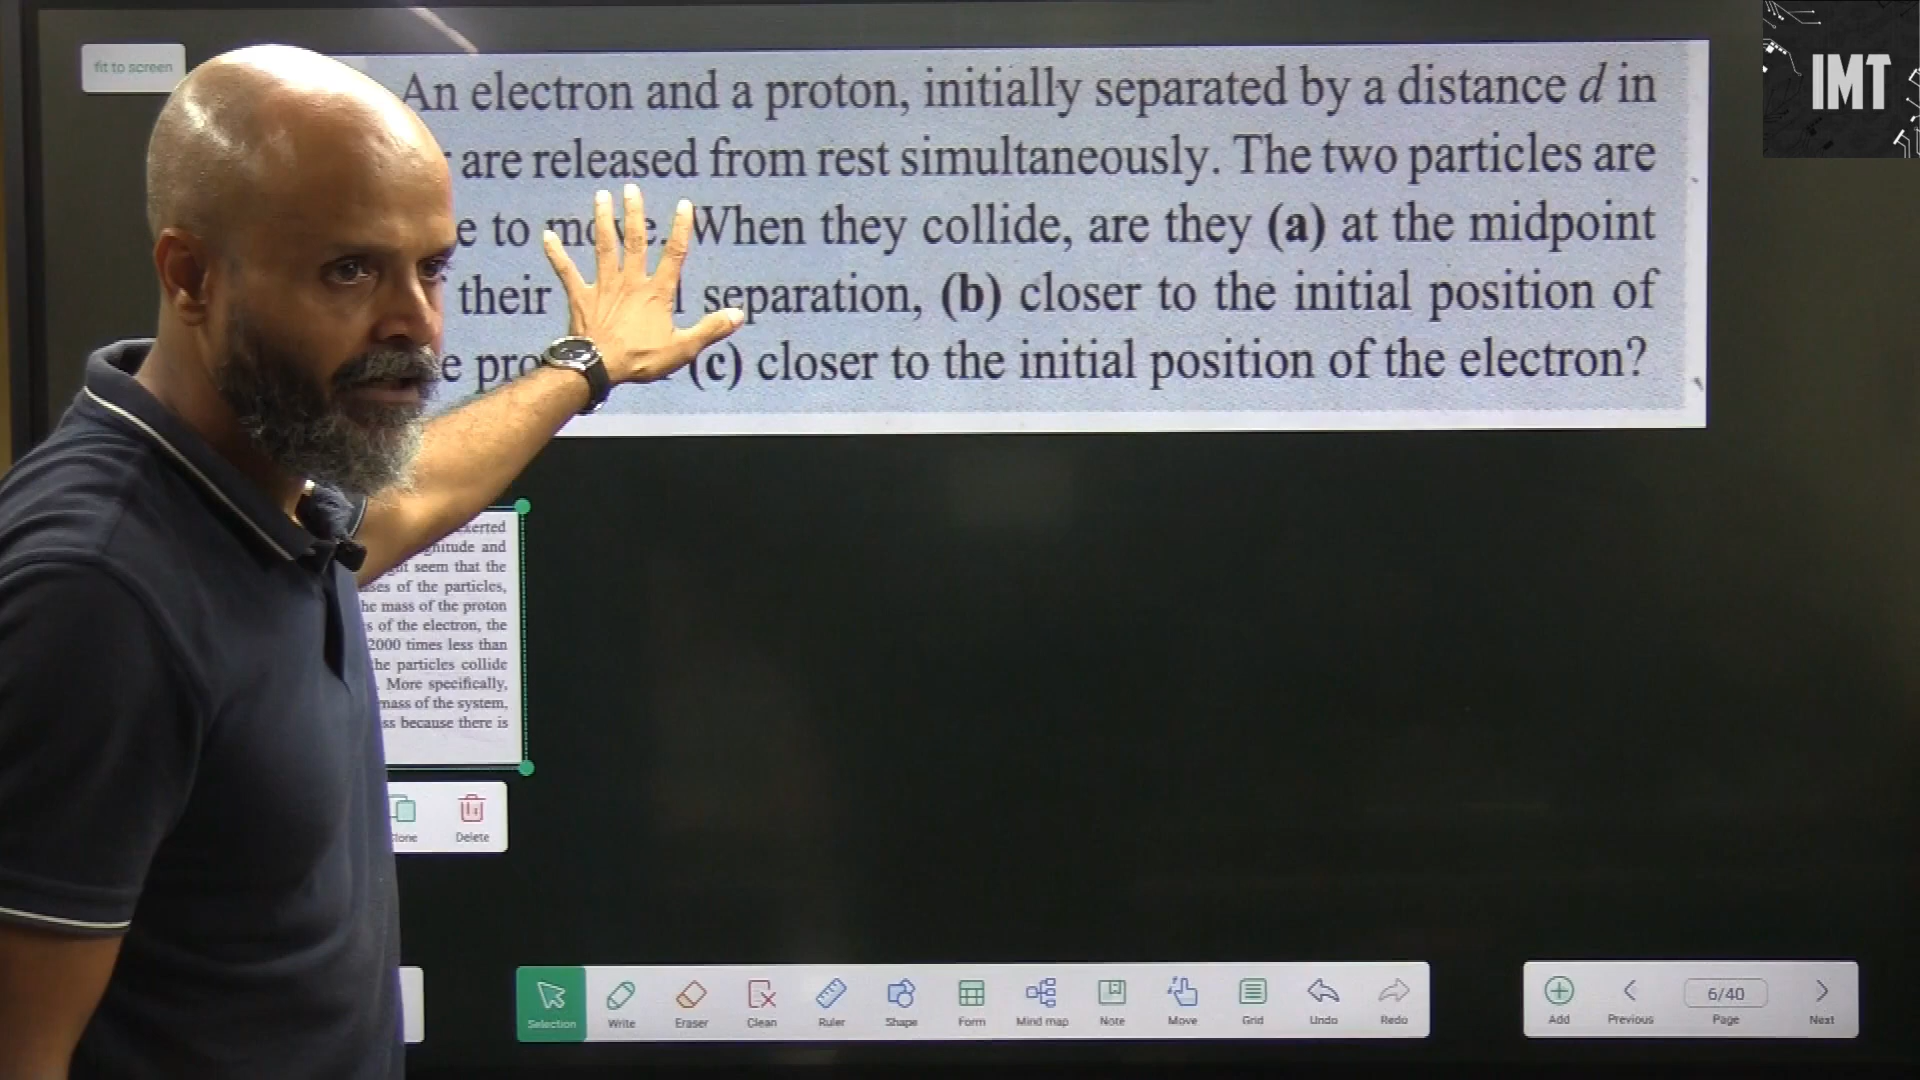 fit to screen
IMT
An electron and a proton, initially separated by a distance d in
are released from rest simultaneously. The two particles are
e to move. When they collide, are they (a) at the midpoint
their separation, (b) closer to the initial position of
e pro (c) closer to the initial position of the electron?
xerted
gnitude and
seem that the
ses of the particles,
he mass of the proton
s of the electron, the
2000 times less than
the particles collide
. More specifically,
mass of the system,
ss because there is
Clone
Delete
Selection
Write
Eraser
Clean
Ruler
Shape
Form
Mind map
Note
Move
Grid
Undo
Redo
Add
Previous
6/40
Page
Next